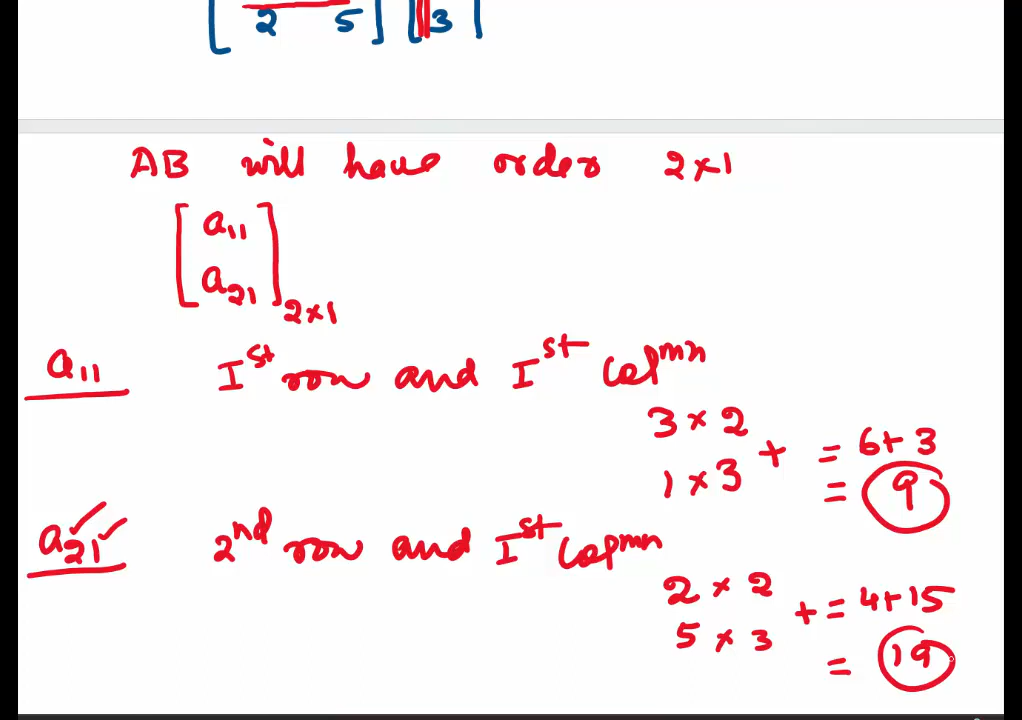 2 5 3
AB will have order 2×1
a11
a21
2×1
a11 Ist row and Ist colmn
3 × 2
1 × 3 + = 6+3
= 9
a21 2nd row and Ist colmn
2 × 2
5 × 3 + = 4+15
= 19